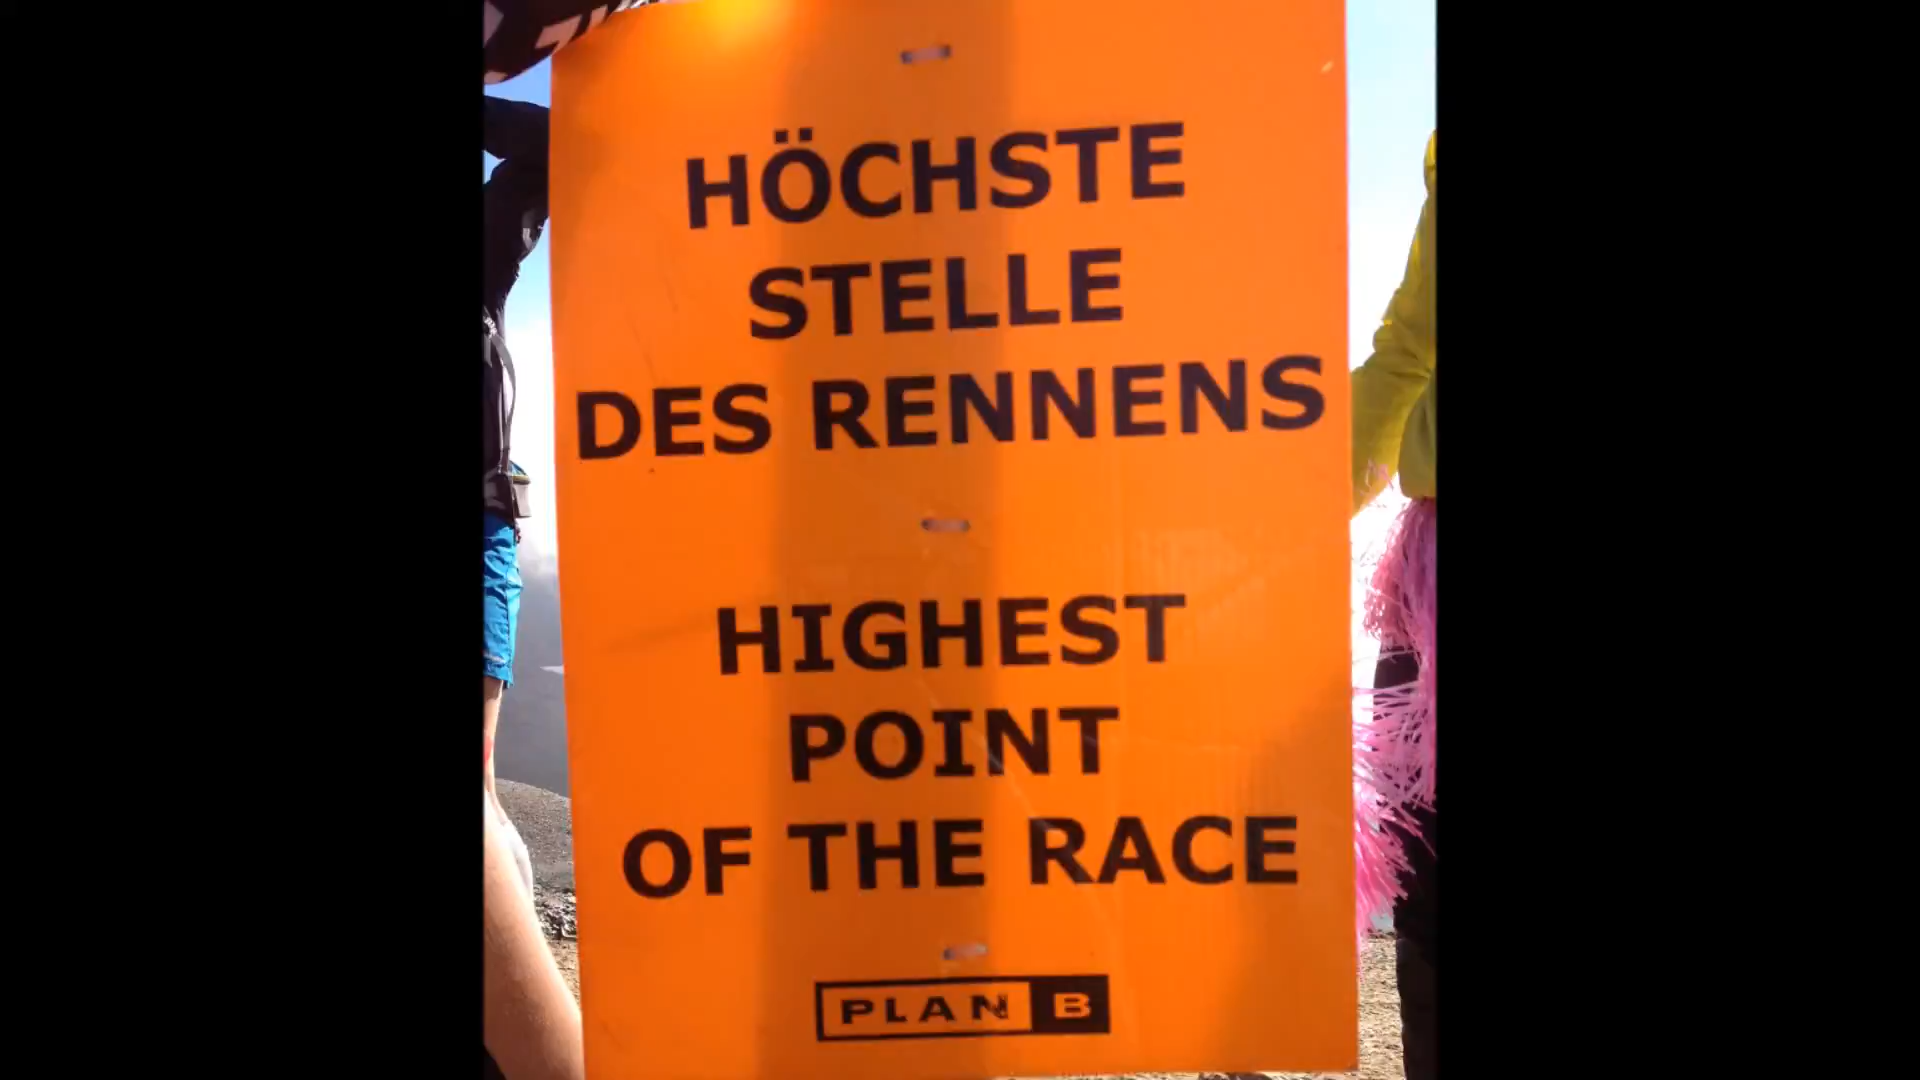 HÖCHSTE
STELLE
DES RENNENS
HIGHEST
POINT
OF THE RACE
PLAN B